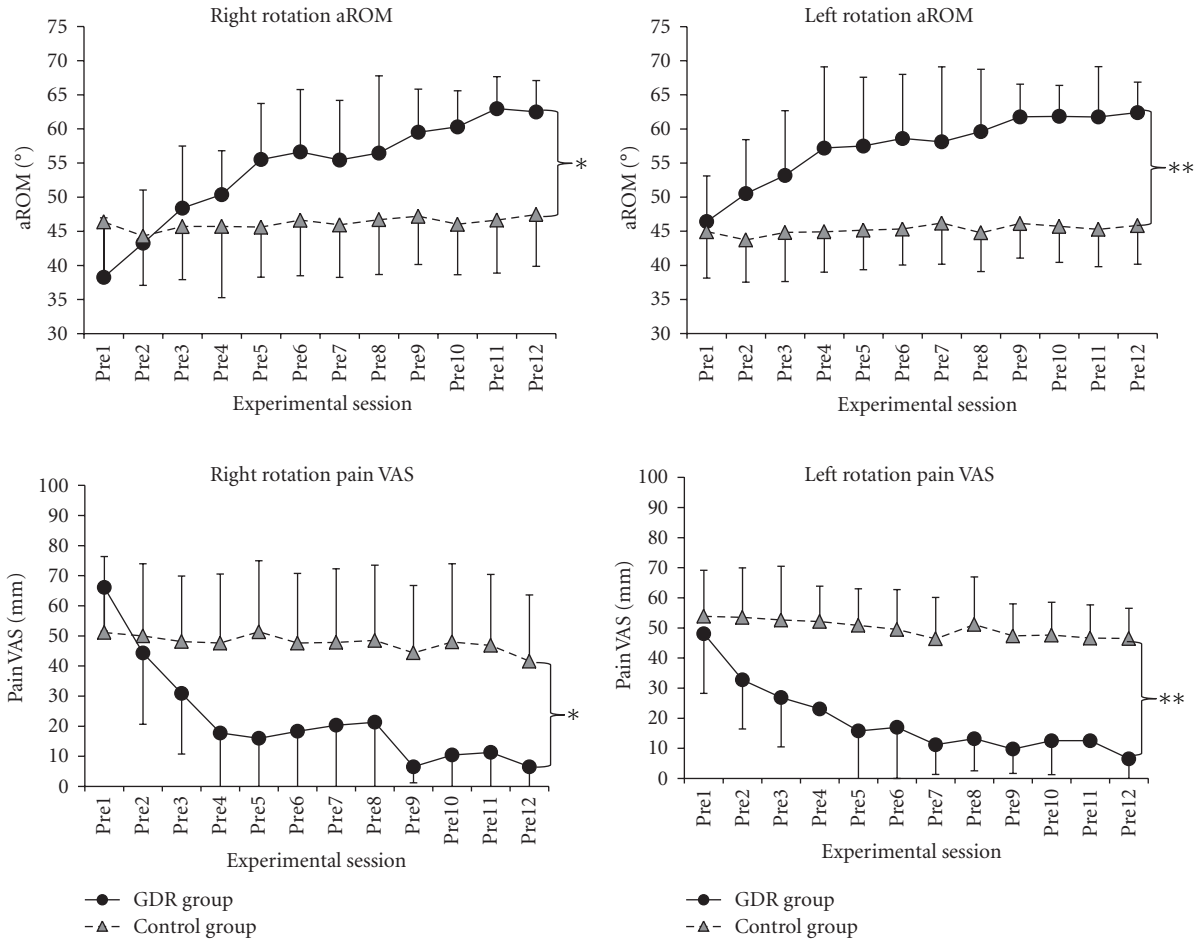 Right rotation aROM
75
70
65
60
55
50
45
40
35
30
aROM (°)
*
Pre1
Pre2
Pre3
Pre4
Pre5
Pre6
Pre7
Pre8
Pre9
Pre10
Pre11
Pre12
Experimental session
Left rotation aROM
75
70
65
60
55
50
45
40
35
30
aROM (°)
**
Pre1
Pre2
Pre3
Pre4
Pre5
Pre6
Pre7
Pre8
Pre9
Pre10
Pre11
Pre12
Experimental session
Right rotation pain VAS
100
90
80
70
60
50
40
30
20
10
0
Pain VAS (mm)
*
Pre1
Pre2
Pre3
Pre4
Pre5
Pre6
Pre7
Pre8
Pre9
Pre10
Pre11
Pre12
Experimental session
GDR group
Control group
Left rotation pain VAS
100
90
80
70
60
50
40
30
20
10
0
Pain VAS (mm)
**
Pre1
Pre2
Pre3
Pre4
Pre5
Pre6
Pre7
Pre8
Pre9
Pre10
Pre11
Pre12
Experimental session
GDR group
Control group